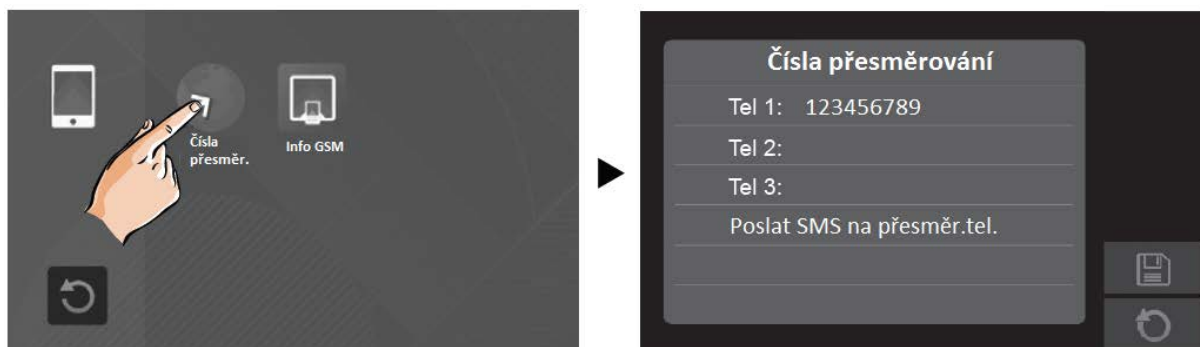 Čísla
přesměr.
Info GSM
Čísla přesměrování
Tel 1: 123456789
Tel 2:
Tel 3:
Poslat SMS na přesměr.tel.